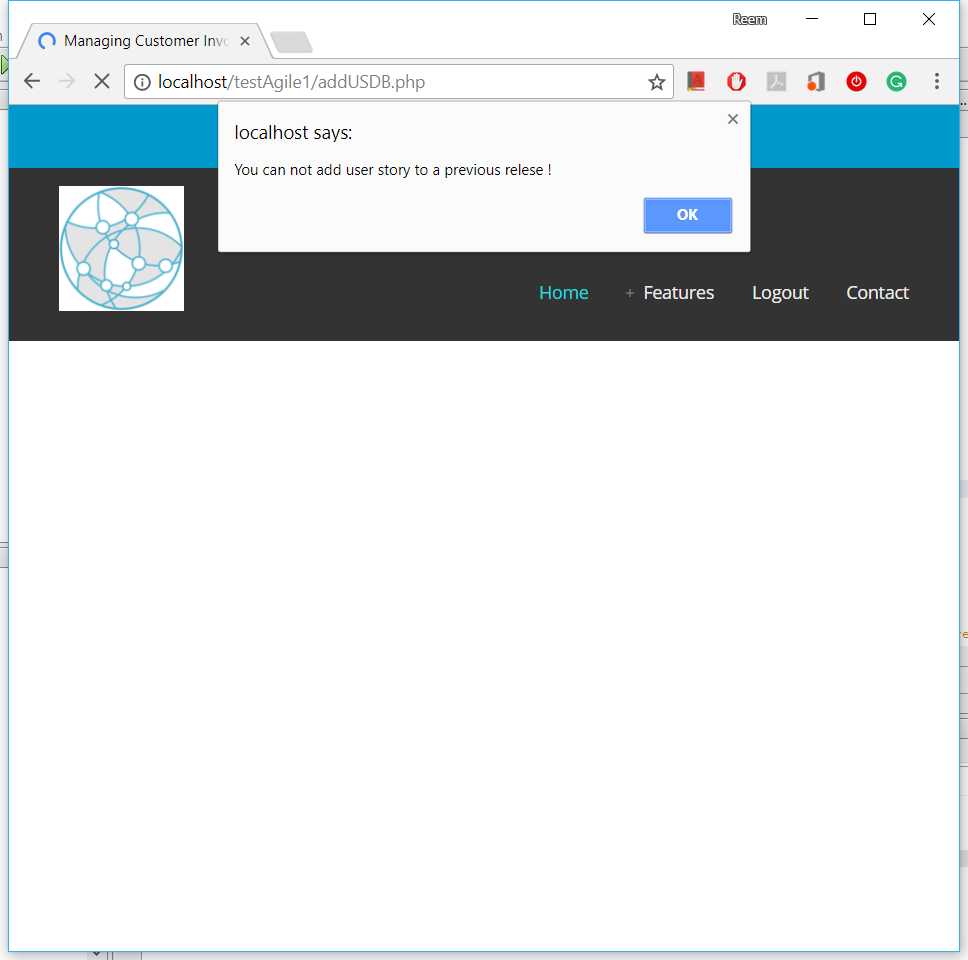 Reem
Managing Customer Invo
localhost/testAgile1/addUSDB.php
localhost says:
You can not add user story to a previous relese !
OK
Home
+ Features
Logout
Contact